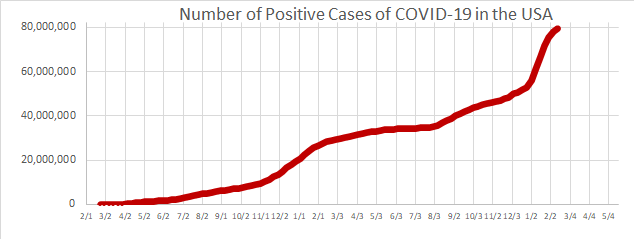 Number of Positive Cases of COVID-19 in the USA
80,000,000
60,000,000
40,000,000
20,000,000
0
2/1 3/2 4/2 5/2 6/2 7/2 8/2 9/2 10/2 11/1 12/2 1/2 2/1 3/3 4/3 5/3 6/3 7/3 8/3 9/3 10/3 11/2 12/3 1/2 2/2 3/4 4/4 5/4